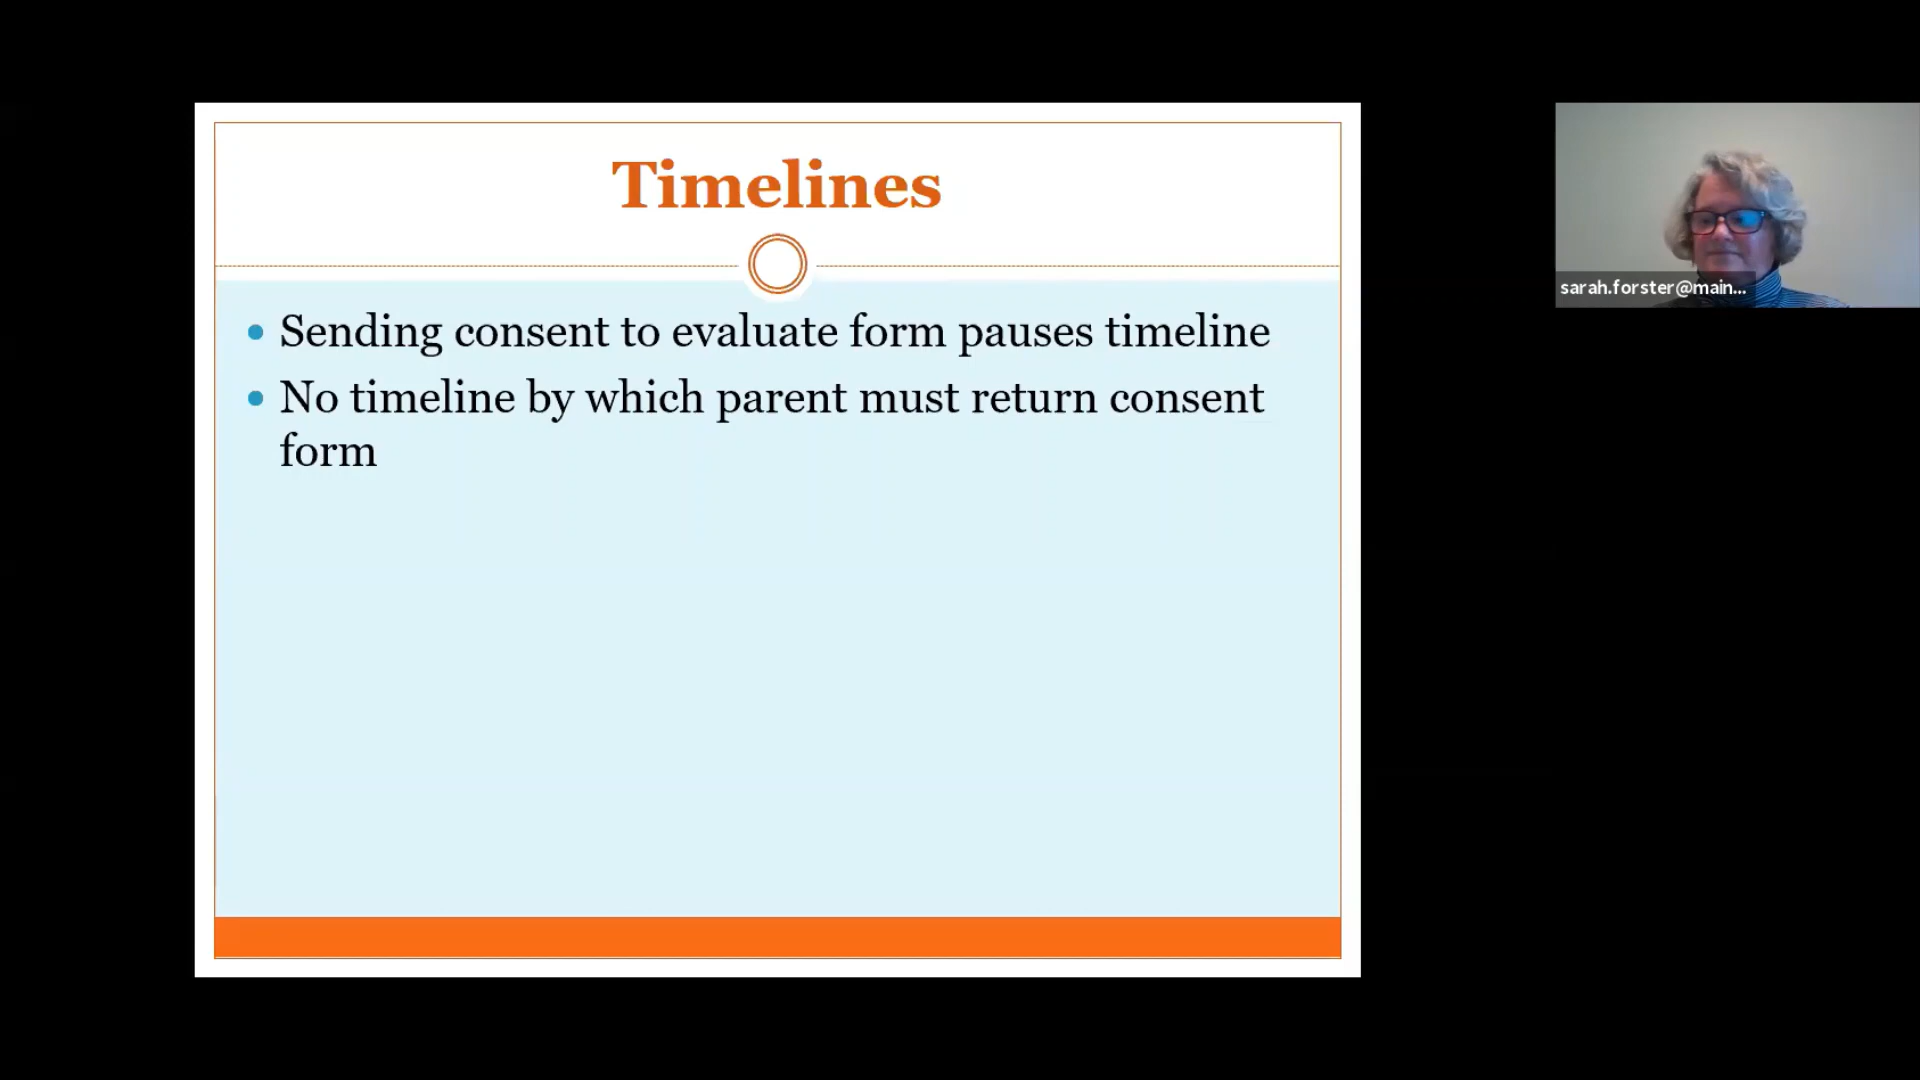 Timelines
Sending consent to evaluate form pauses timeline
No timeline by which parent must return consent
form
sarah.forster@main...